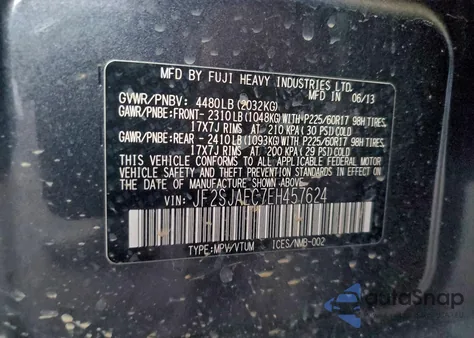 MFD BY FUJI HEAVY INDUSTRIES LTD.
IN 06/13
GVWR/PNBV: 4480LB(2032KG)
GAWR/PNBE:FRONT- 2310LB(1048KG)WITH P225/60R17 98H TIRES,
17X7J RIMS AT 210 KPA(30 PSI)COLD
GAWR/PNBE:REAR - 2410LB(1093KG)WITH P225/60R17 98H TIRES,
17X7J RIMS AT 200 KPA(29 PSI)COLD
THIS VEHICLE CONFORMS TO ALL APPLICABLE FEDERAL MOTOR
VEHICLE SAFETY STANDARDS IN EFFECT ON THE DATE OF
MANUFACTURE SHOWN ABOVE.
VIN: JF2SJAEC7EH457624
TYPE:MPV/VTUM ICES/NMB-002
autoSnap